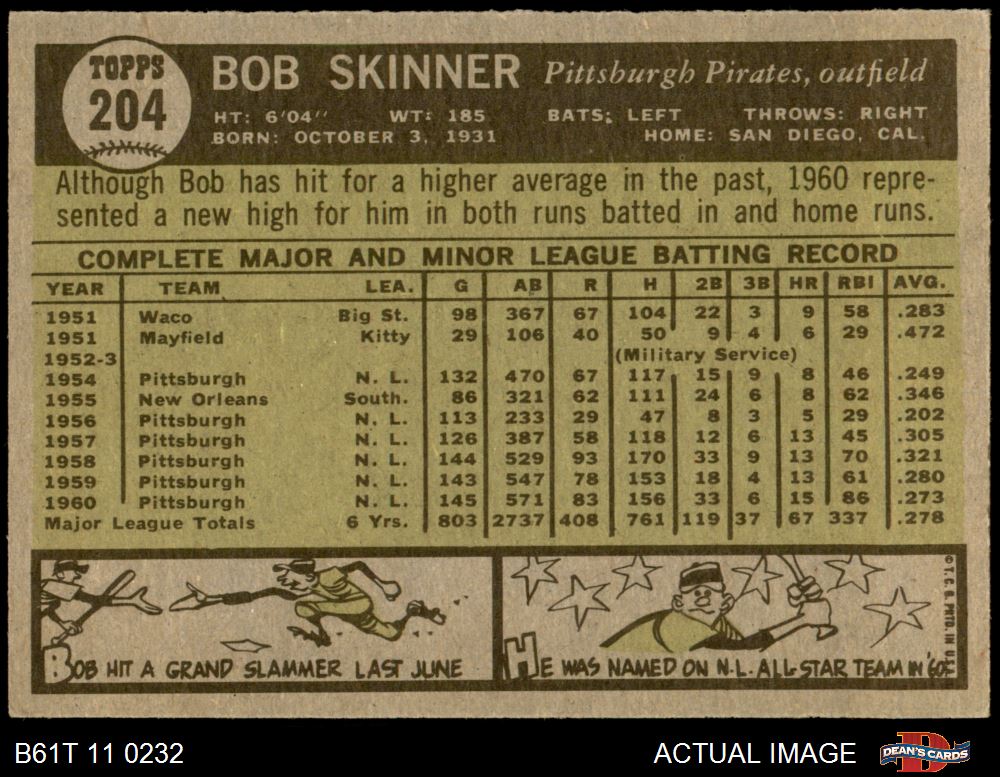 TOPPS
204
BOB SKINNER Pittsburgh Pirates, outfield
HT: 6'04" WT: 185 BATS: LEFT THROWS: RIGHT
BORN: OCTOBER 3, 1931 HOME: SAN DIEGO, CAL.
Although Bob has hit for a higher average in the past, 1960 repre-
sented a new high for him in both runs batted in and home runs.
COMPLETE MAJOR AND MINOR LEAGUE BATTING RECORD
YEAR TEAM LEA. G AB R H 2B 3B HR RBI AVG.
1951 Waco Big St. 98 367 67 104 22 3 9 58 .283
1951 Mayfield Kitty 29 106 40 50 9 4 6 29 .472
1952-3 (Military Service)
1954 Pittsburgh N. L. 132 470 67 117 15 9 8 46 .249
1955 New Orleans South. 86 321 62 111 24 6 8 62 .346
1956 Pittsburgh N. L. 113 233 29 47 8 3 5 29 .202
1957 Pittsburgh N. L. 126 387 58 118 12 6 13 45 .305
1958 Pittsburgh N. L. 144 529 93 170 33 9 13 70 .321
1959 Pittsburgh N. L. 143 547 78 153 18 4 13 61 .280
1960 Pittsburgh N. L. 145 571 83 156 33 6 15 86 .273
Major League Totals 6 Yrs. 803 2737 408 761 119 37 67 337 .278
BOB HIT A GRAND SLAMMER LAST JUNE
HE WAS NAMED ON N.L. ALL-STAR TEAM IN '60
© T. C. G. PRTD. IN U.S.
B61T 11 0232
ACTUAL IMAGE
DEAN'S CARDS